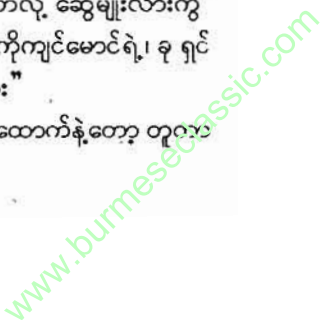 ဆွေမျိုးလားကွ
ကိုကျင်မောင်ရဲ့၊ ခု ရှင်
"
ထောက်နဲ့တော့ တူကာ
www.burmeseclassic.com